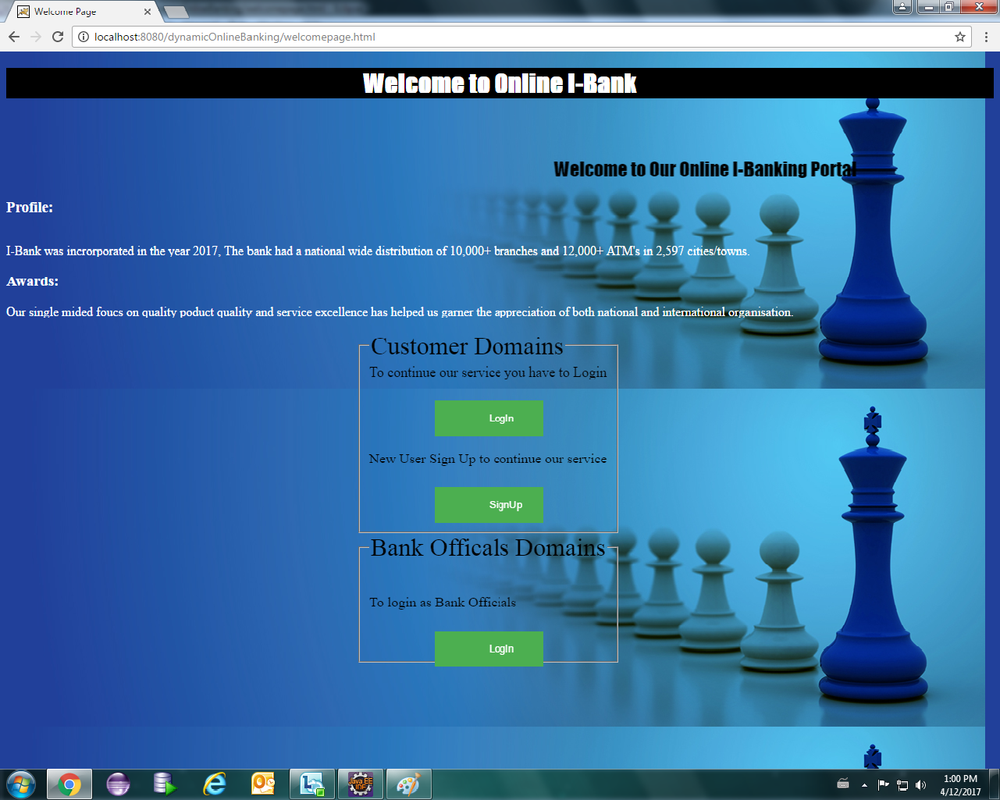 Welcome Page
localhost:8080/dynamicOnlineBanking/welcomepage.html
Welcome to Online I-Bank
Welcome to Our Online I-Banking Portal
Profile:
I-Bank was incrorporated in the year 2017, The bank had a national wide distribution of 10,000+ branches and 12,000+ ATM's in 2,597 cities/towns.
Awards:
Our single mided foucs on quality poduct quality and service excellence has helped us garner the appreciation of both national and international organisation.
Customer Domains
To continue our service you have to Login
LogIn
New User Sign Up to continue our service
SignUp
Bank Officals Domains
To login as Bank Officials
LogIn
Java EE
IDE
1:00 PM
4/12/2017